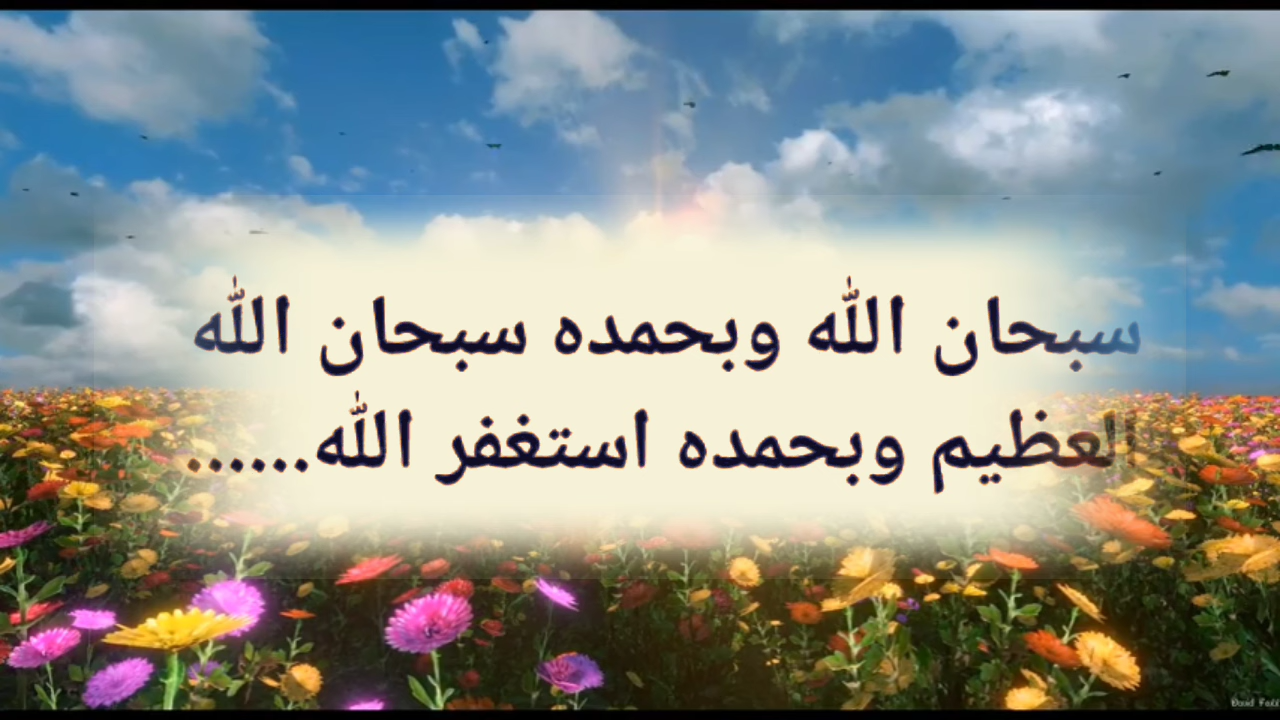 سبحان الله وبحمده سبحان الله
العظيم وبحمده استغفر الله......